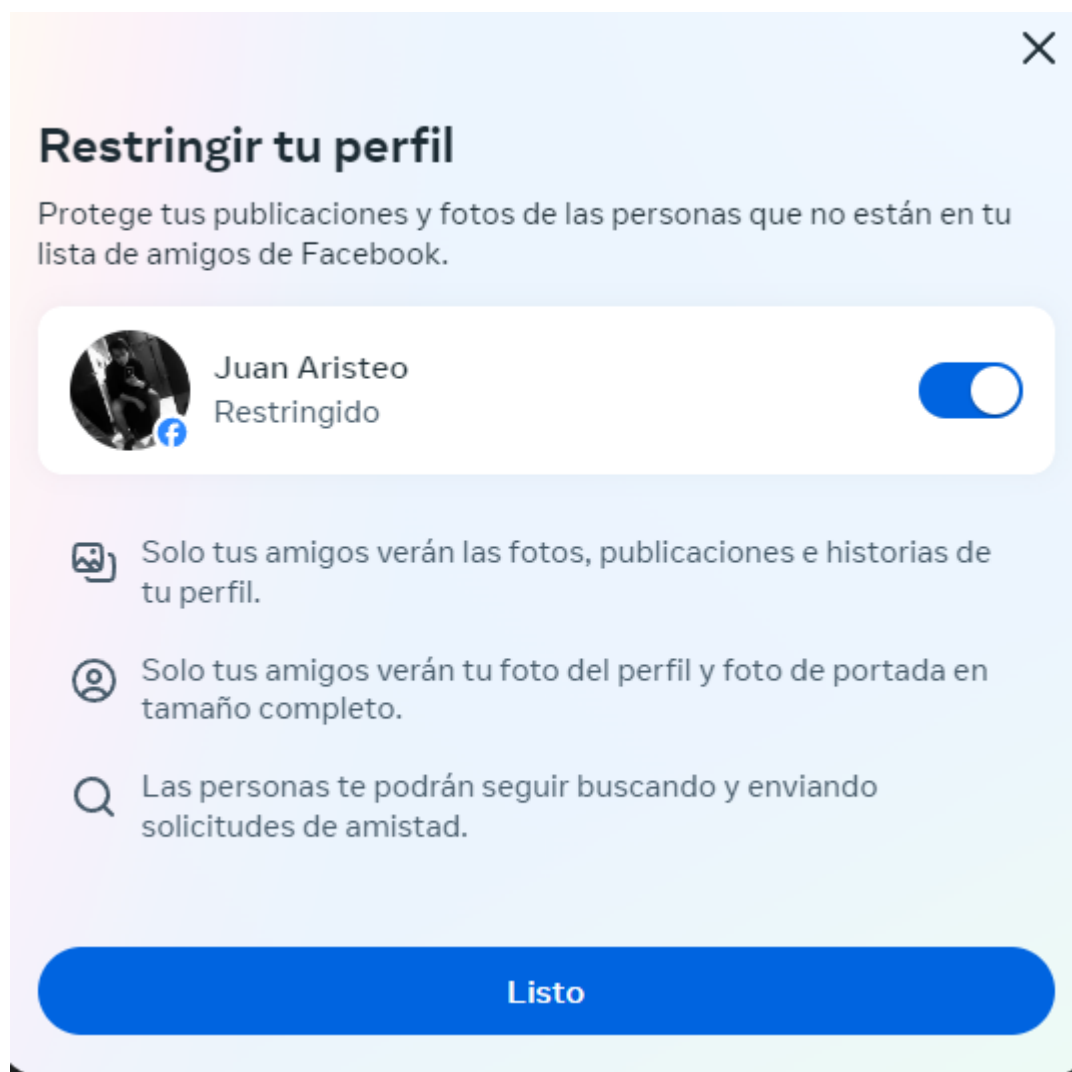 Restringir tu perfil
Protege tus publicaciones y fotos de las personas que no están en tu
lista de amigos de Facebook.
Juan Aristeo
Restringido
Solo tus amigos verán las fotos, publicaciones e historias de
tu perfil.
Solo tus amigos verán tu foto del perfil y foto de portada en
tamaño completo.
Las personas te podrán seguir buscando y enviando
solicitudes de amistad.
Listo